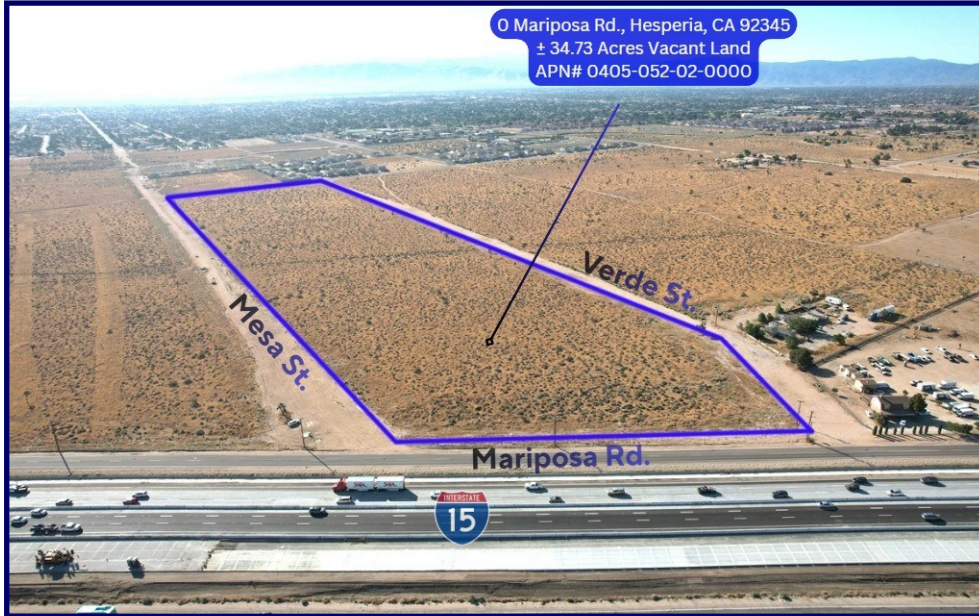 0 Mariposa Rd., Hesperia, CA 92345
± 34.73 Acres Vacant Land
APN# 0405-052-02-0000
Verde St.
Mesa St.
Mariposa Rd.
INTERSTATE
15